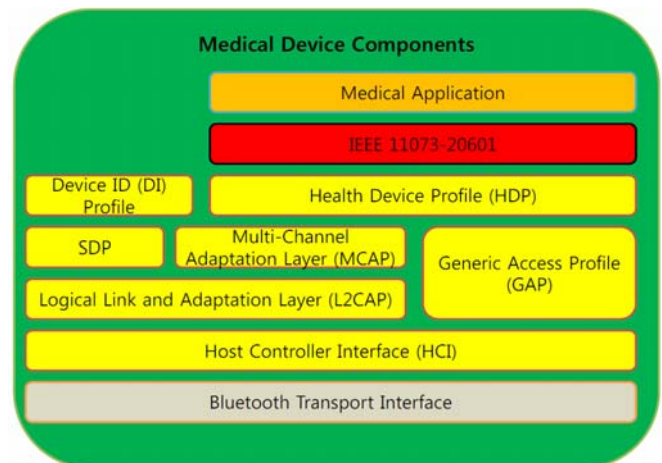 Medical Device Components
Medical Application
IEEE 11073-20601
Device ID (DI)
Profile
Health Device Profile (HDP)
SDP
Multi-Channel
Adaptation Layer (MCAP)
Generic Access Profile
(GAP)
Logical Link and Adaptation Layer (L2CAP)
Host Controller Interface (HCI)
Bluetooth Transport Interface